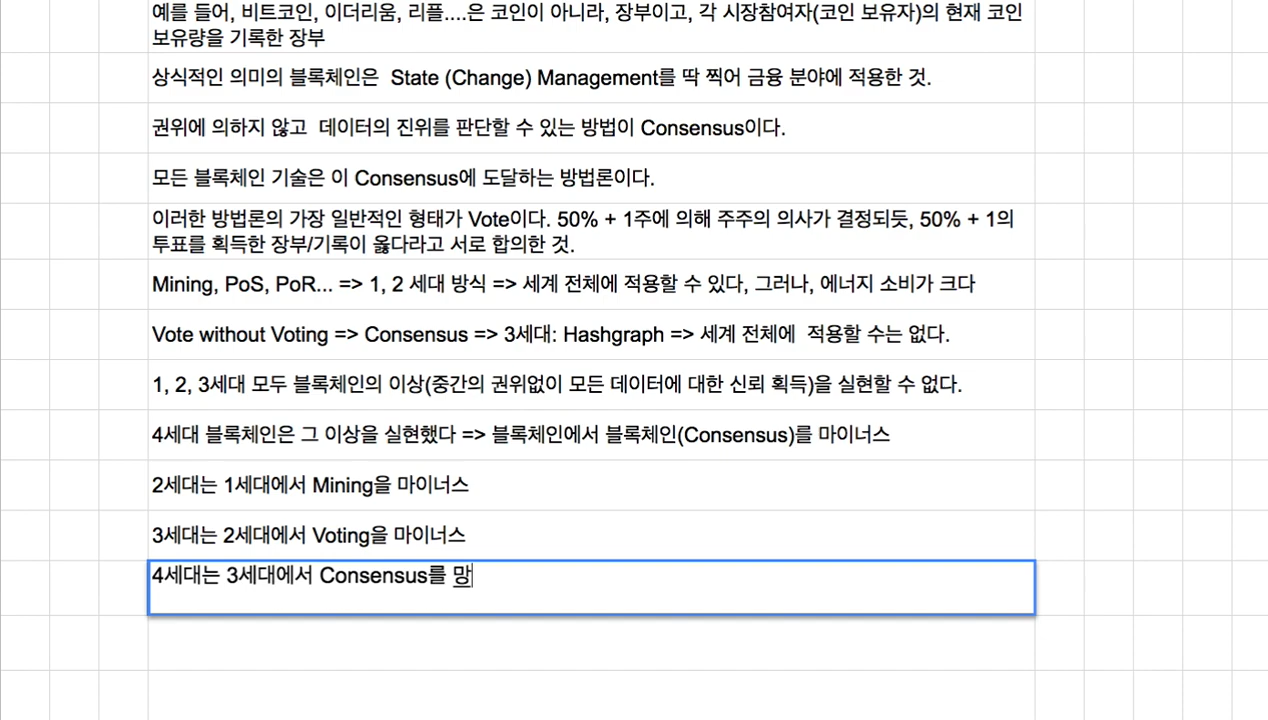 예를 들어, 비트코인, 이더리움, 리플....은 코인이 아니라, 장부이고, 각 시장참여자(코인 보유자)의 현재 코인
보유량을 기록한 장부
상식적인 의미의 블록체인은  State (Change) Management를 딱 찍어 금융 분야에 적용한 것.
권위에 의하지 않고  데이터의 진위를 판단할 수 있는 방법이 Consensus이다.
모든 블록체인 기술은 이 Consensus에 도달하는 방법론이다.
이러한 방법론의 가장 일반적인 형태가 Vote이다. 50% + 1주에 의해 주주의 의사가 결정되듯, 50% + 1의
투표를 획득한 장부/기록이 옳다라고 서로 합의한 것.
Mining, PoS, PoR... => 1, 2 세대 방식 => 세계 전체에 적용할 수 있다, 그러나, 에너지 소비가 크다
Vote without Voting => Consensus => 3세대: Hashgraph => 세계 전체에  적용할 수는 없다.
1, 2, 3세대 모두 블록체인의 이상(중간의 권위없이 모든 데이터에 대한 신뢰 획득)을 실현할 수 없다.
4세대 블록체인은 그 이상을 실현했다 => 블록체인에서 블록체인(Consensus)를 마이너스
2세대는 1세대에서 Mining을 마이너스
3세대는 2세대에서 Voting을 마이너스
4세대는 3세대에서 Consensus를 망